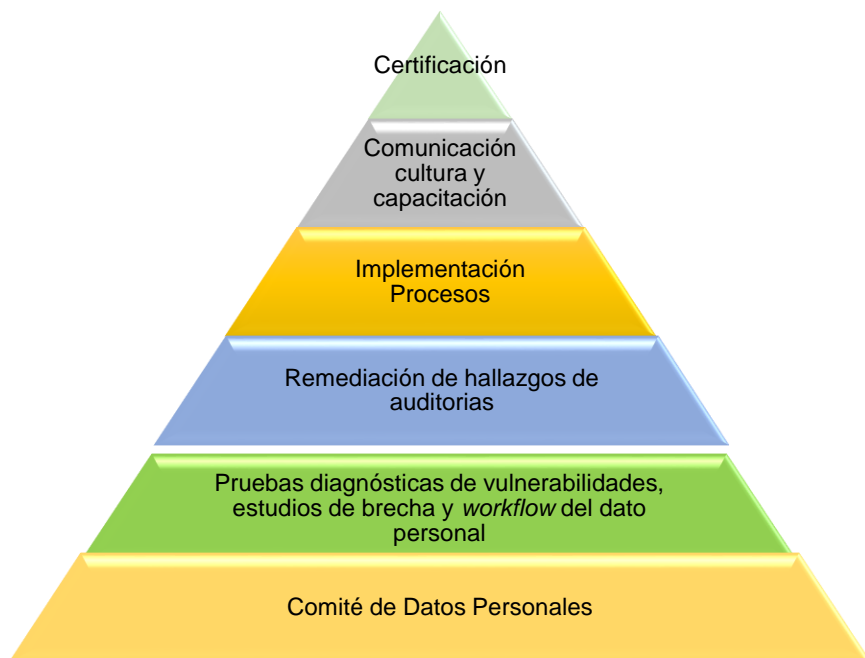 Certificación
Comunicación
cultura y
capacitación
Implementación
Procesos
Remediación de hallazgos de
auditorias
Pruebas diagnósticas de vulnerabilidades,
estudios de brecha y workflow del dato
personal
Comité de Datos Personales